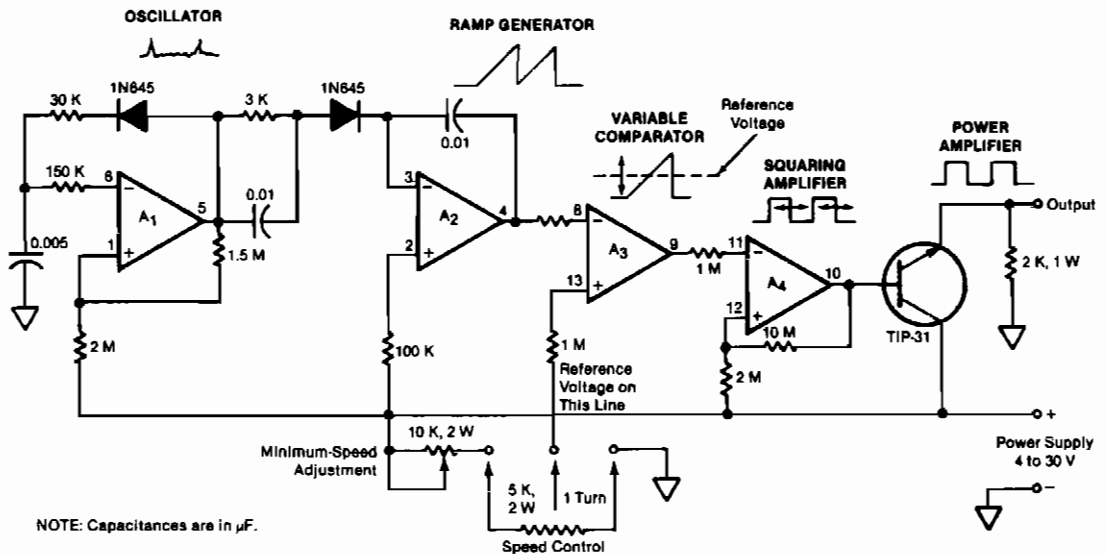 OSCILLATOR
RAMP GENERATOR
1N645
1N645
30 K
3 K
0.01
VARIABLE
COMPARATOR
Reference
Voltage
POWER
AMPLIFIER
SQUARING
AMPLIFIER
150 K
6
A1
5
0.01
3
A2
4
8
Output
0.005
1
1.5 M
2
A3
9
11
1 M
A4
10
2 K, 1 W
13
12
10 M
TIP-31
2 M
100 K
1 M
Reference
Voltage on
This Line
2 M
+
10 K, 2 W
Minimum-Speed
Adjustment
Power Supply
4 to 30 V
5 K,
2 W
1 Turn
–
NOTE: Capacitances are in µF.
Speed Control